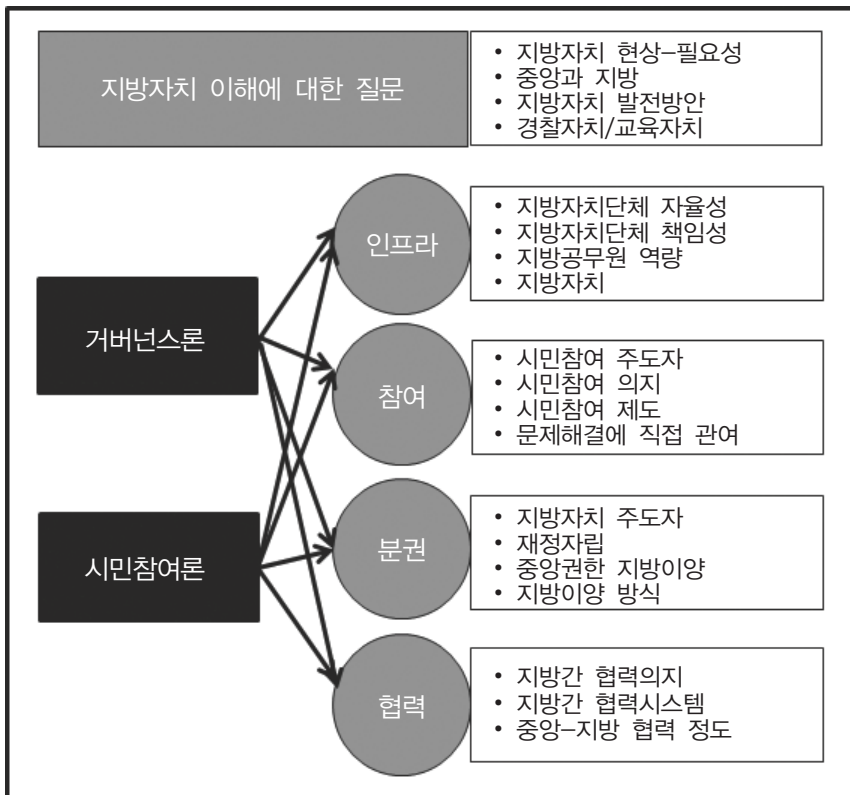 지방자치 이해에 대한 질문
• 지방자치 현상–필요성
• 중앙과 지방
• 지방자치 발전방안
• 경찰자치/교육자치
거버넌스론
시민참여론
인프라
• 지방자치단체 자율성
• 지방자치단체 책임성
• 지방공무원 역량
• 지방자치
참여
• 시민참여 주도자
• 시민참여 의지
• 시민참여 제도
• 문제해결에 직접 관여
분권
• 지방자치 주도자
• 재정자립
• 중앙권한 지방이양
• 지방이양 방식
협력
• 지방간 협력의지
• 지방간 협력시스템
• 중앙–지방 협력 정도